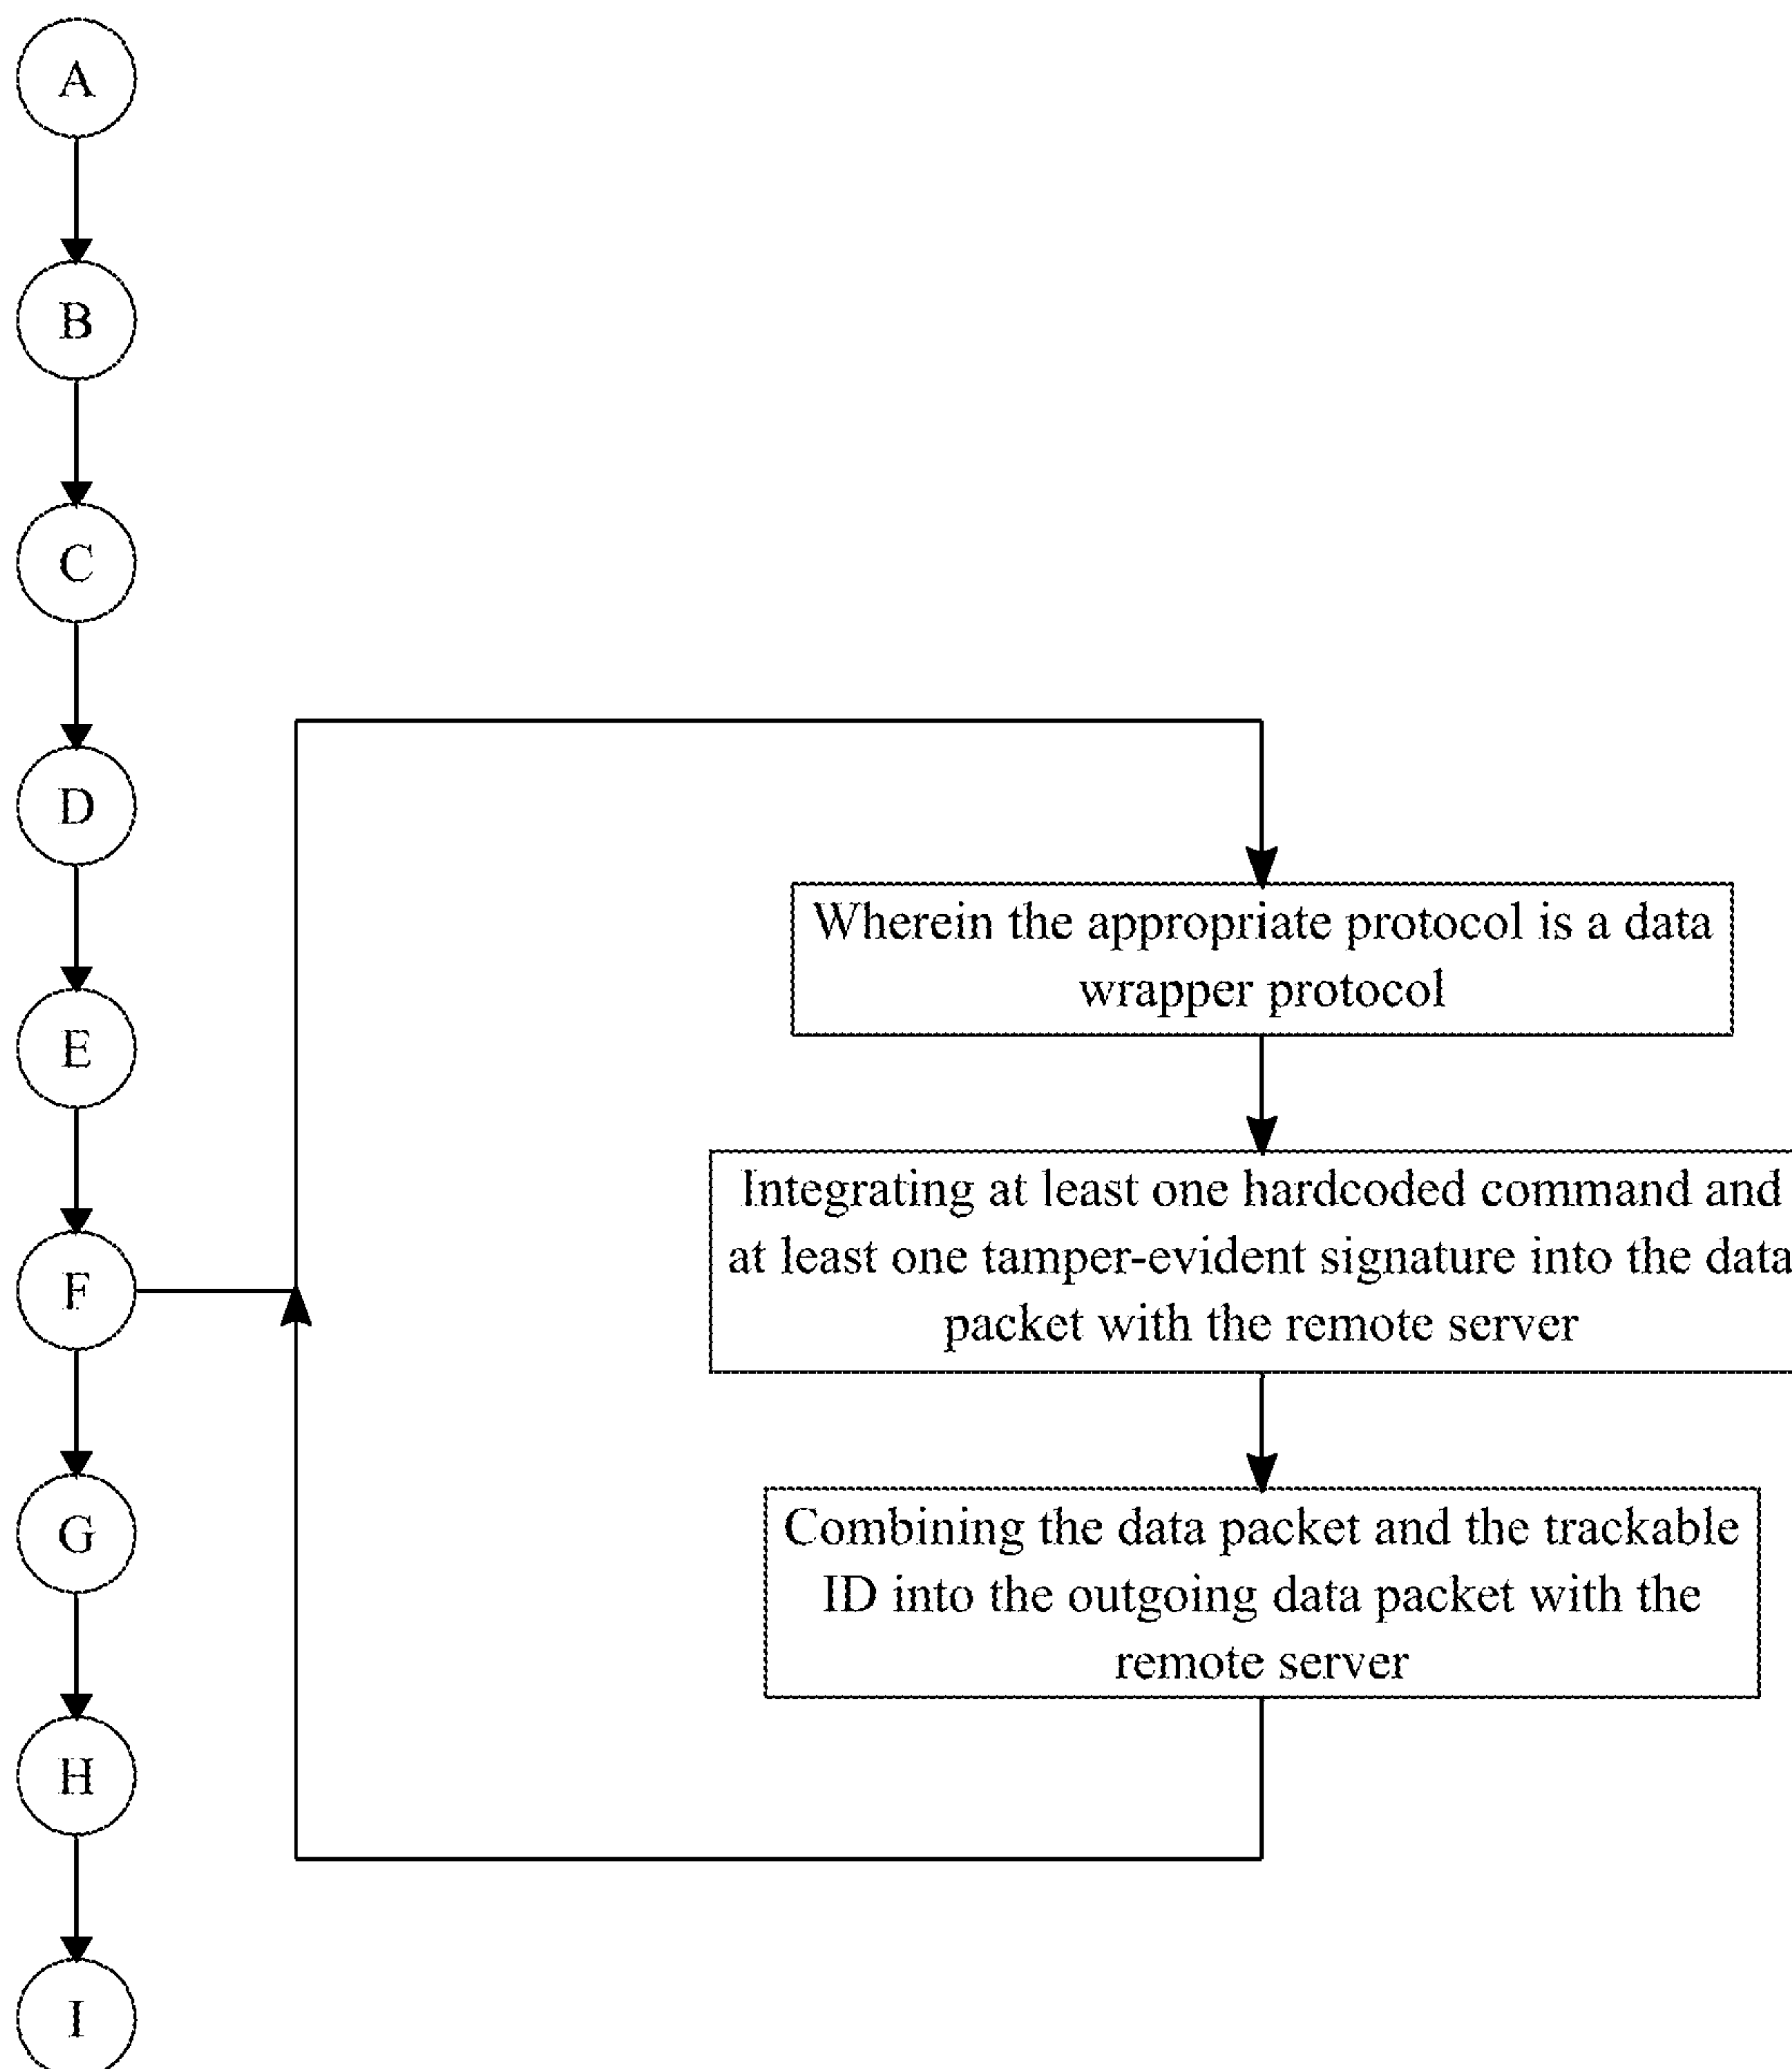 A
B
C
D
E
F
G
H
I
Wherein the appropriate protocol is a data
wrapper protocol
Integrating at least one hardcoded command and
at least one tamper-evident signature into the data
packet with the remote server
Combining the data packet and the trackable
ID into the outgoing data packet with the
remote server